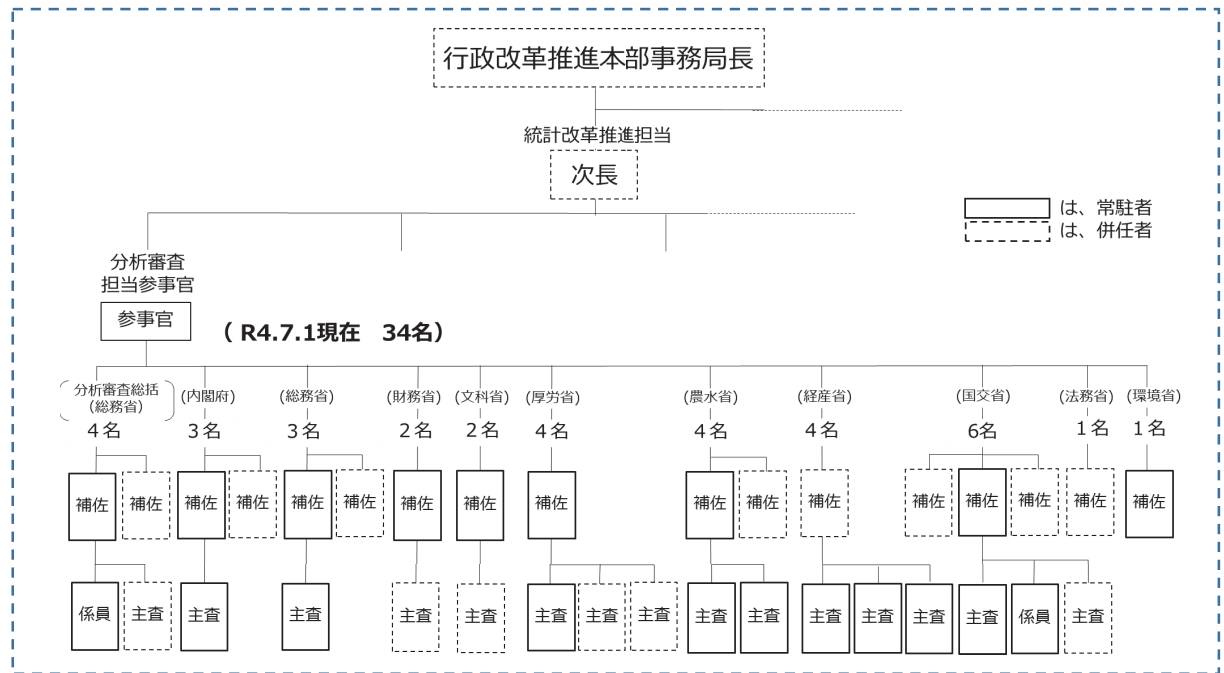 行政改革推進本部事務局長
統計改革推進担当
次長
は、常駐者
は、併任者
分析審査
担当参事官
参事官
（ R4.7.1現在　34名）
分析審査総括
(総務省)
4名
(内閣府)
3名
(総務省)
3名
(財務省)
2名
(文科省)
2名
(厚労省)
4名
(農水省)
4名
(経産省)
4名
(国交省)
6名
(法務省)
1名
(環境省)
1名
補佐 補佐 補佐 補佐 補佐 補佐 補佐 補佐 補佐 補佐 補佐 補佐 補佐 補佐 補佐 補佐 補佐
係員 主査 主査 主査 主査 主査 主査 主査 主査 主査 主査 主査 主査 主査 主査 係員 主査